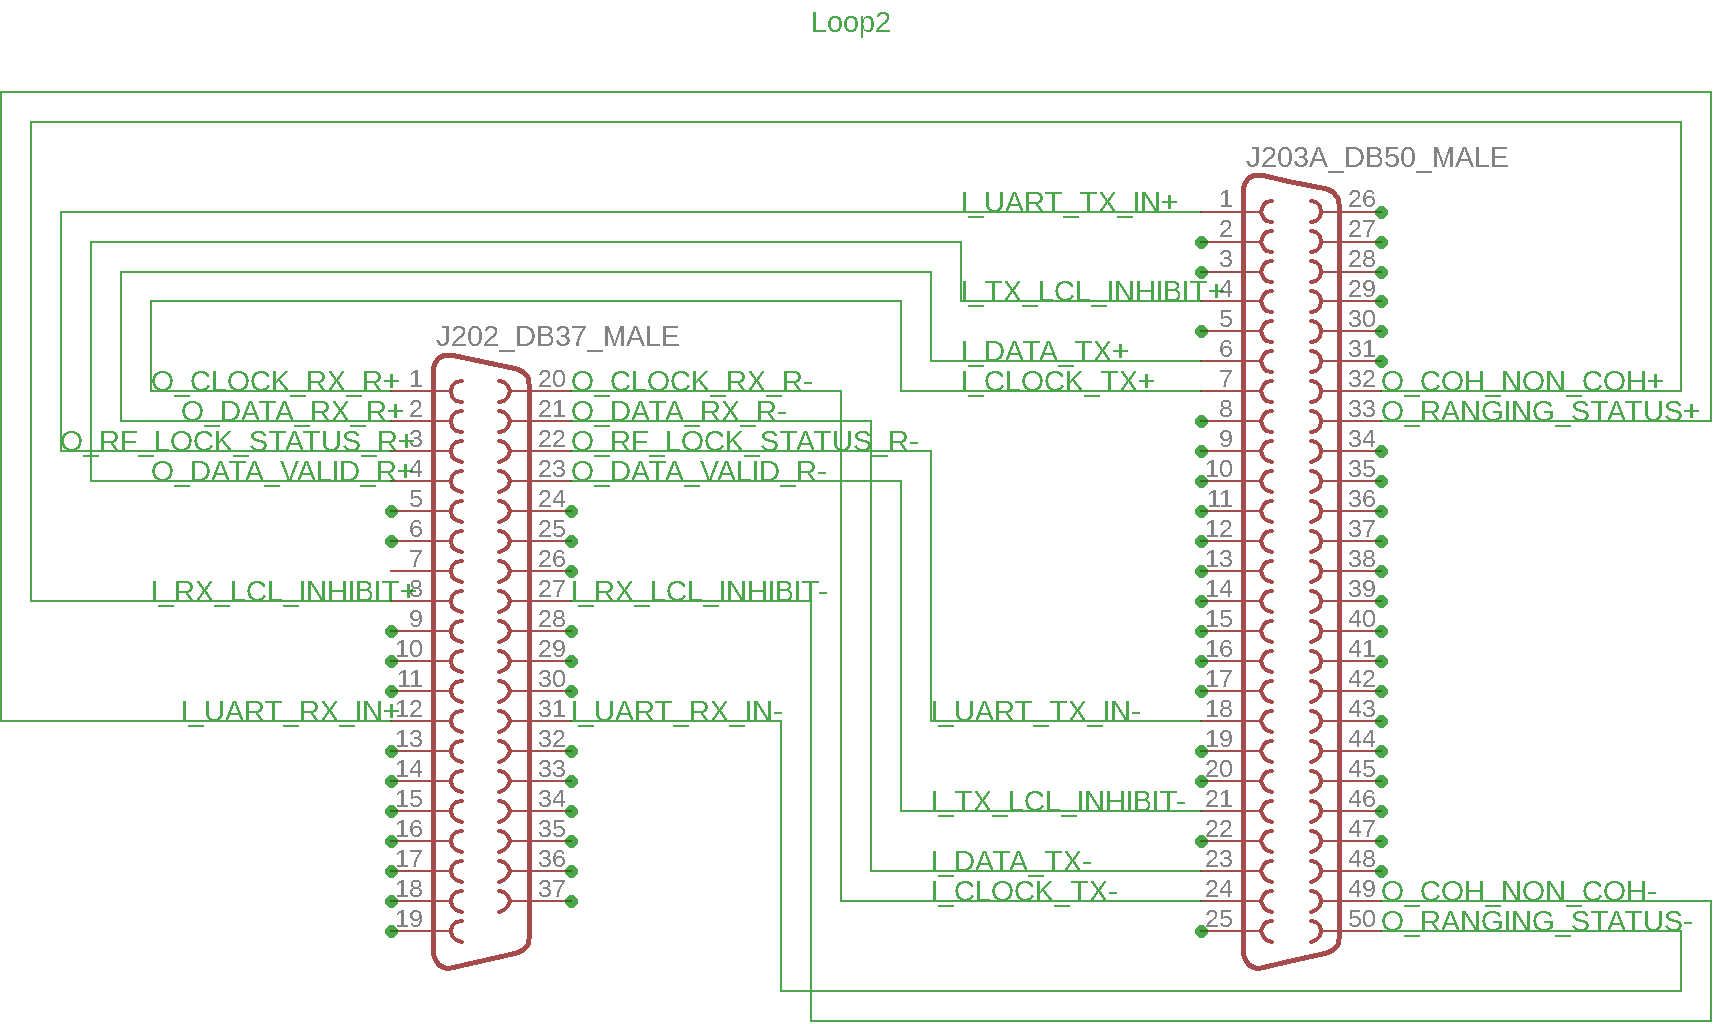 Loop2
J203A_DB50_MALE
I_UART_TX_IN+ 1 26
2 27
3 28
I_TX_LCL_INHIBIT+ 4 29
5 30
J202_DB37_MALE
I_DATA_TX+ 6 31
O_CLOCK_RX_R+ 1 20 O_CLOCK_RX_R- I_CLOCK_TX+ 7 32 O_COH_NON_COH+
O_DATA_RX_R+ 2 21 O_DATA_RX_R- 8 33 O_RANGING_STATUS+
O_RF_LOCK_STATUS_R+ 3 22 O_RF_LOCK_STATUS_R- 9 34
O_DATA_VALID_R+ 4 23 O_DATA_VALID_R- 10 35
5 24 11 36
6 25 12 37
7 26 13 38
I_RX_LCL_INHIBIT+ 8 27 I_RX_LCL_INHIBIT- 14 39
9 28 15 40
10 29 16 41
11 30 17 42
I_UART_RX_IN+ 12 31 I_UART_RX_IN- I_UART_TX_IN- 18 43
13 32 19 44
14 33 20 45
15 34 I_TX_LCL_INHIBIT- 21 46
16 35 22 47
17 36 I_DATA_TX- 23 48
18 37 I_CLOCK_TX- 24 49 O_COH_NON_COH-
19 25 50 O_RANGING_STATUS-